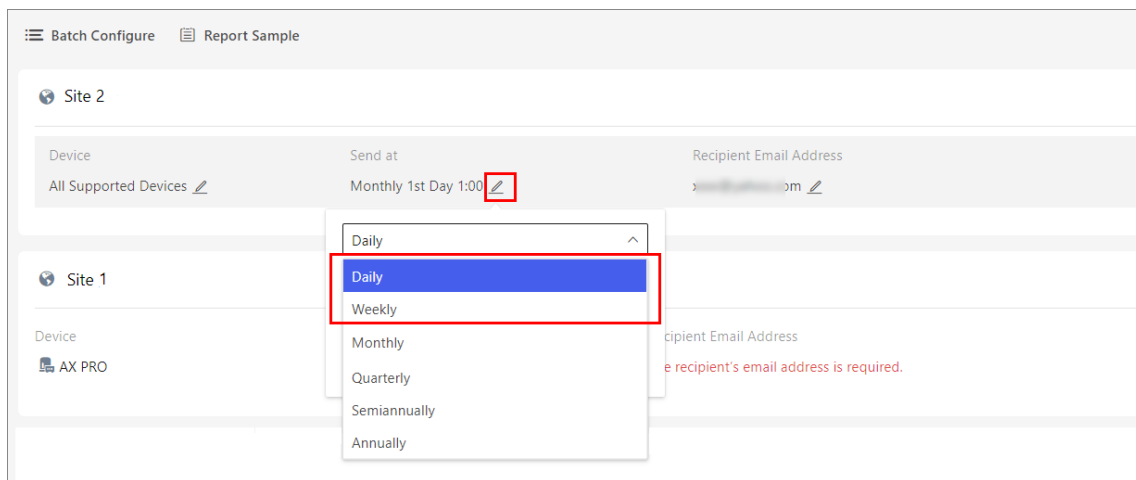 Batch Configure Report Sample
Site 2
Device Send at Recipient Email Address
All Supported Devices Monthly 1st Day 1:00
Daily
Daily
Weekly
Monthly
Quarterly
Semiannually
Annually
Site 1
Device
AX PRO
cipient Email Address
e recipient's email address is required.